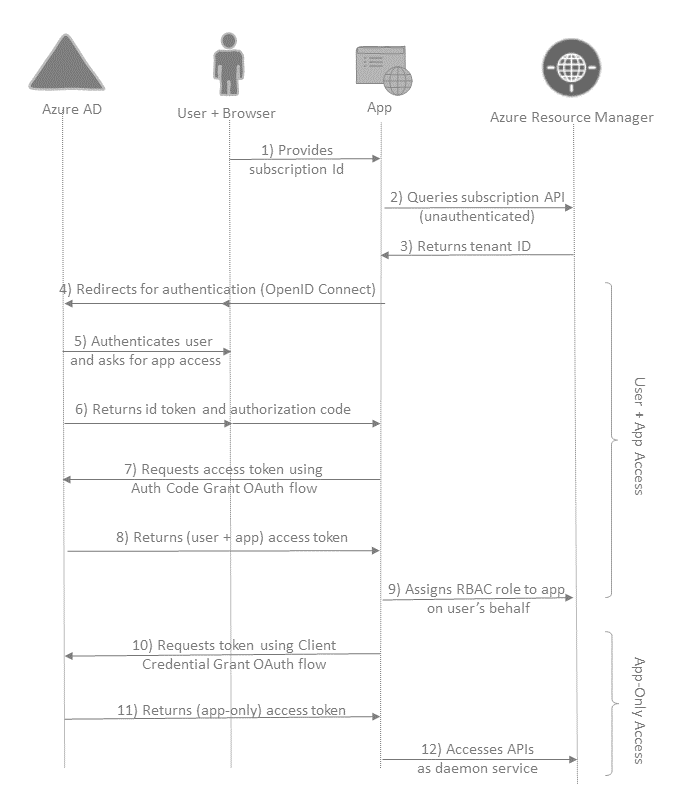 Azure AD
User + Browser
App
Azure Resource Manager
1) Provides
subscription Id
2) Queries subscription API
(unauthenticated)
3) Returns tenant ID
4) Redirects for authentication (OpenID Connect)
5) Authenticates user
and asks for app access
6) Returns id token and authorization code
7) Requests access token using
Auth Code Grant OAuth flow
8) Returns (user + app) access token
9) Assigns RBAC role to app
on user's behalf
User + App Access
10) Requests token using Client
Credential Grant OAuth flow
11) Returns (app-only) access token
12) Accesses APIs
as daemon service
App-Only Access